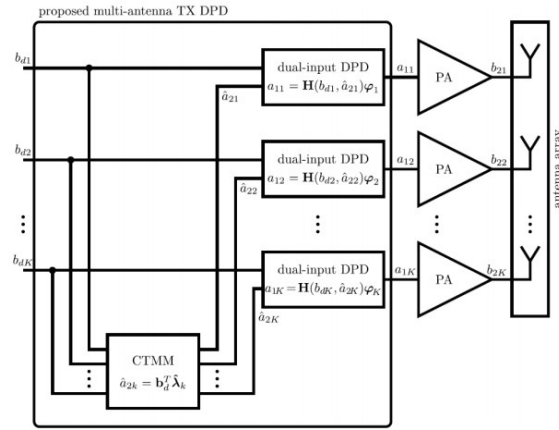 proposed multi-antenna TX DPD
b_{d1}
dual-input DPD
a_{11} = H(b_{d1}, â_{21})φ_1
a_{11}
PA
b_{21}
â_{21}
b_{d2}
dual-input DPD
a_{12} = H(b_{d2}, â_{22})φ_2
a_{12}
PA
b_{22}
â_{22}
antenna array
b_{dK}
dual-input DPD
a_{1K} = H(b_{dK}, â_{2K})φ_K
a_{1K}
PA
b_{2K}
â_{2K}
CTMM
â_{2k} = b_d^T λ̂_k